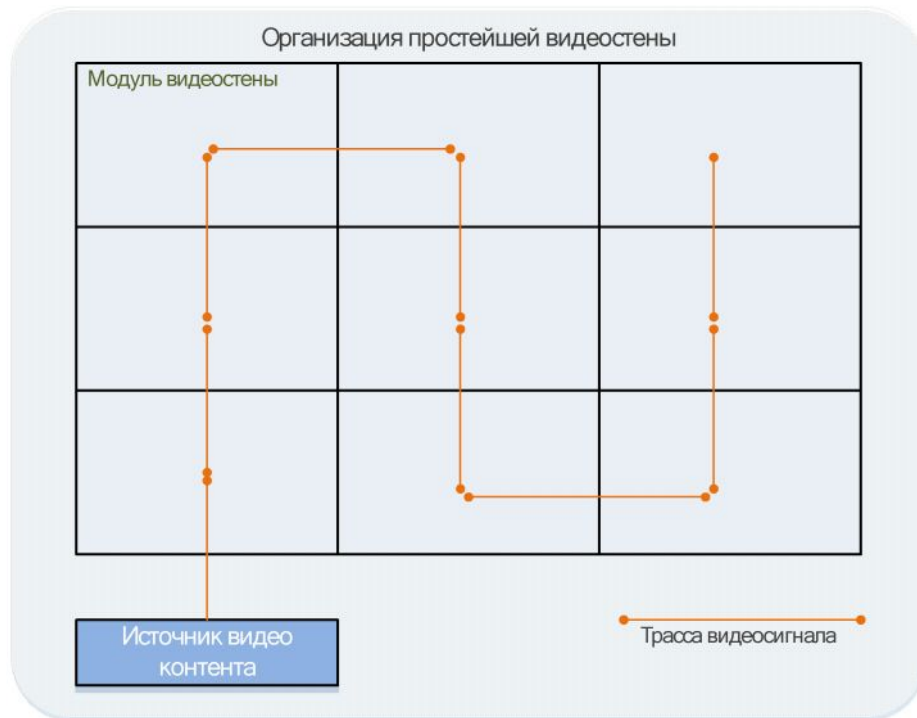 Организация простейшей видеостены
Модуль видеостены
Источник видео
контента
Трасса видеосигнала